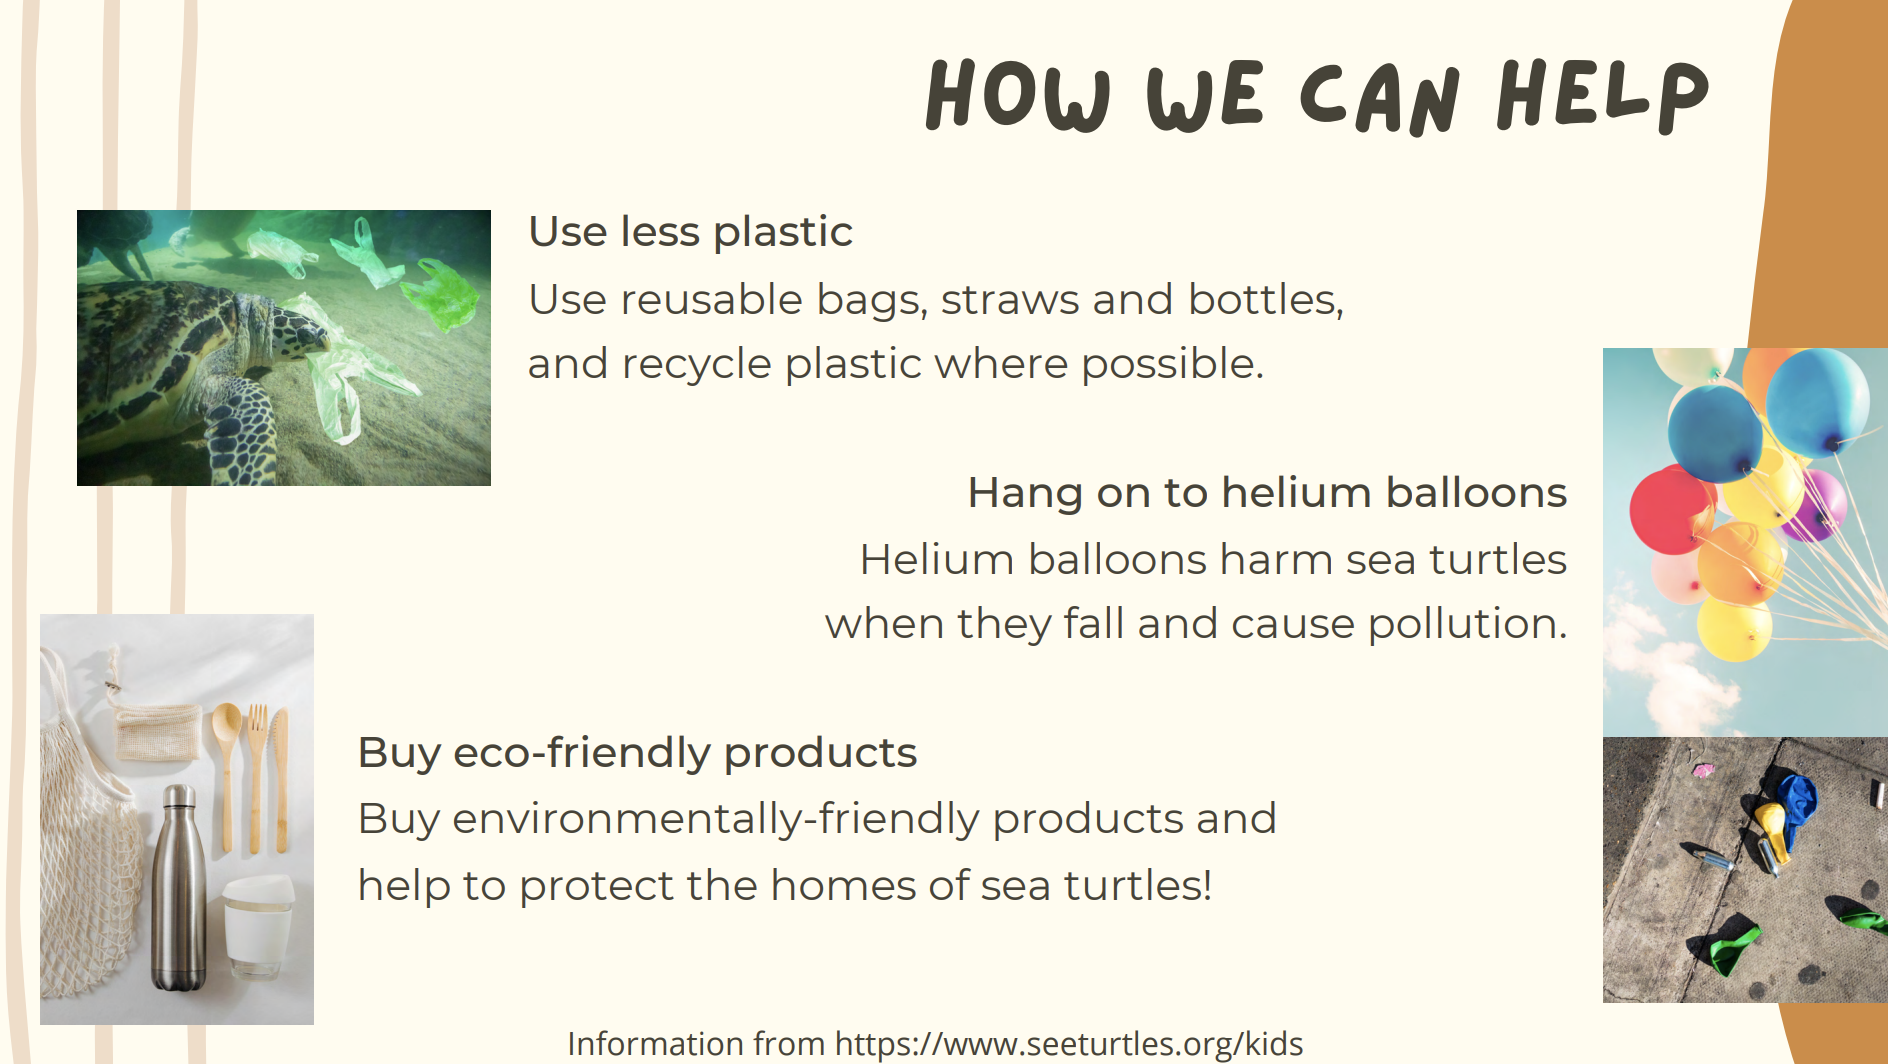 HOW WE CAN HELP
Use less plastic
Use reusable bags, straws and bottles,
and recycle plastic where possible.
Hang on to helium balloons
Helium balloons harm sea turtles
when they fall and cause pollution.
Buy eco-friendly products
Buy environmentally-friendly products and
help to protect the homes of sea turtles!
Information from https://www.seeturtles.org/kids